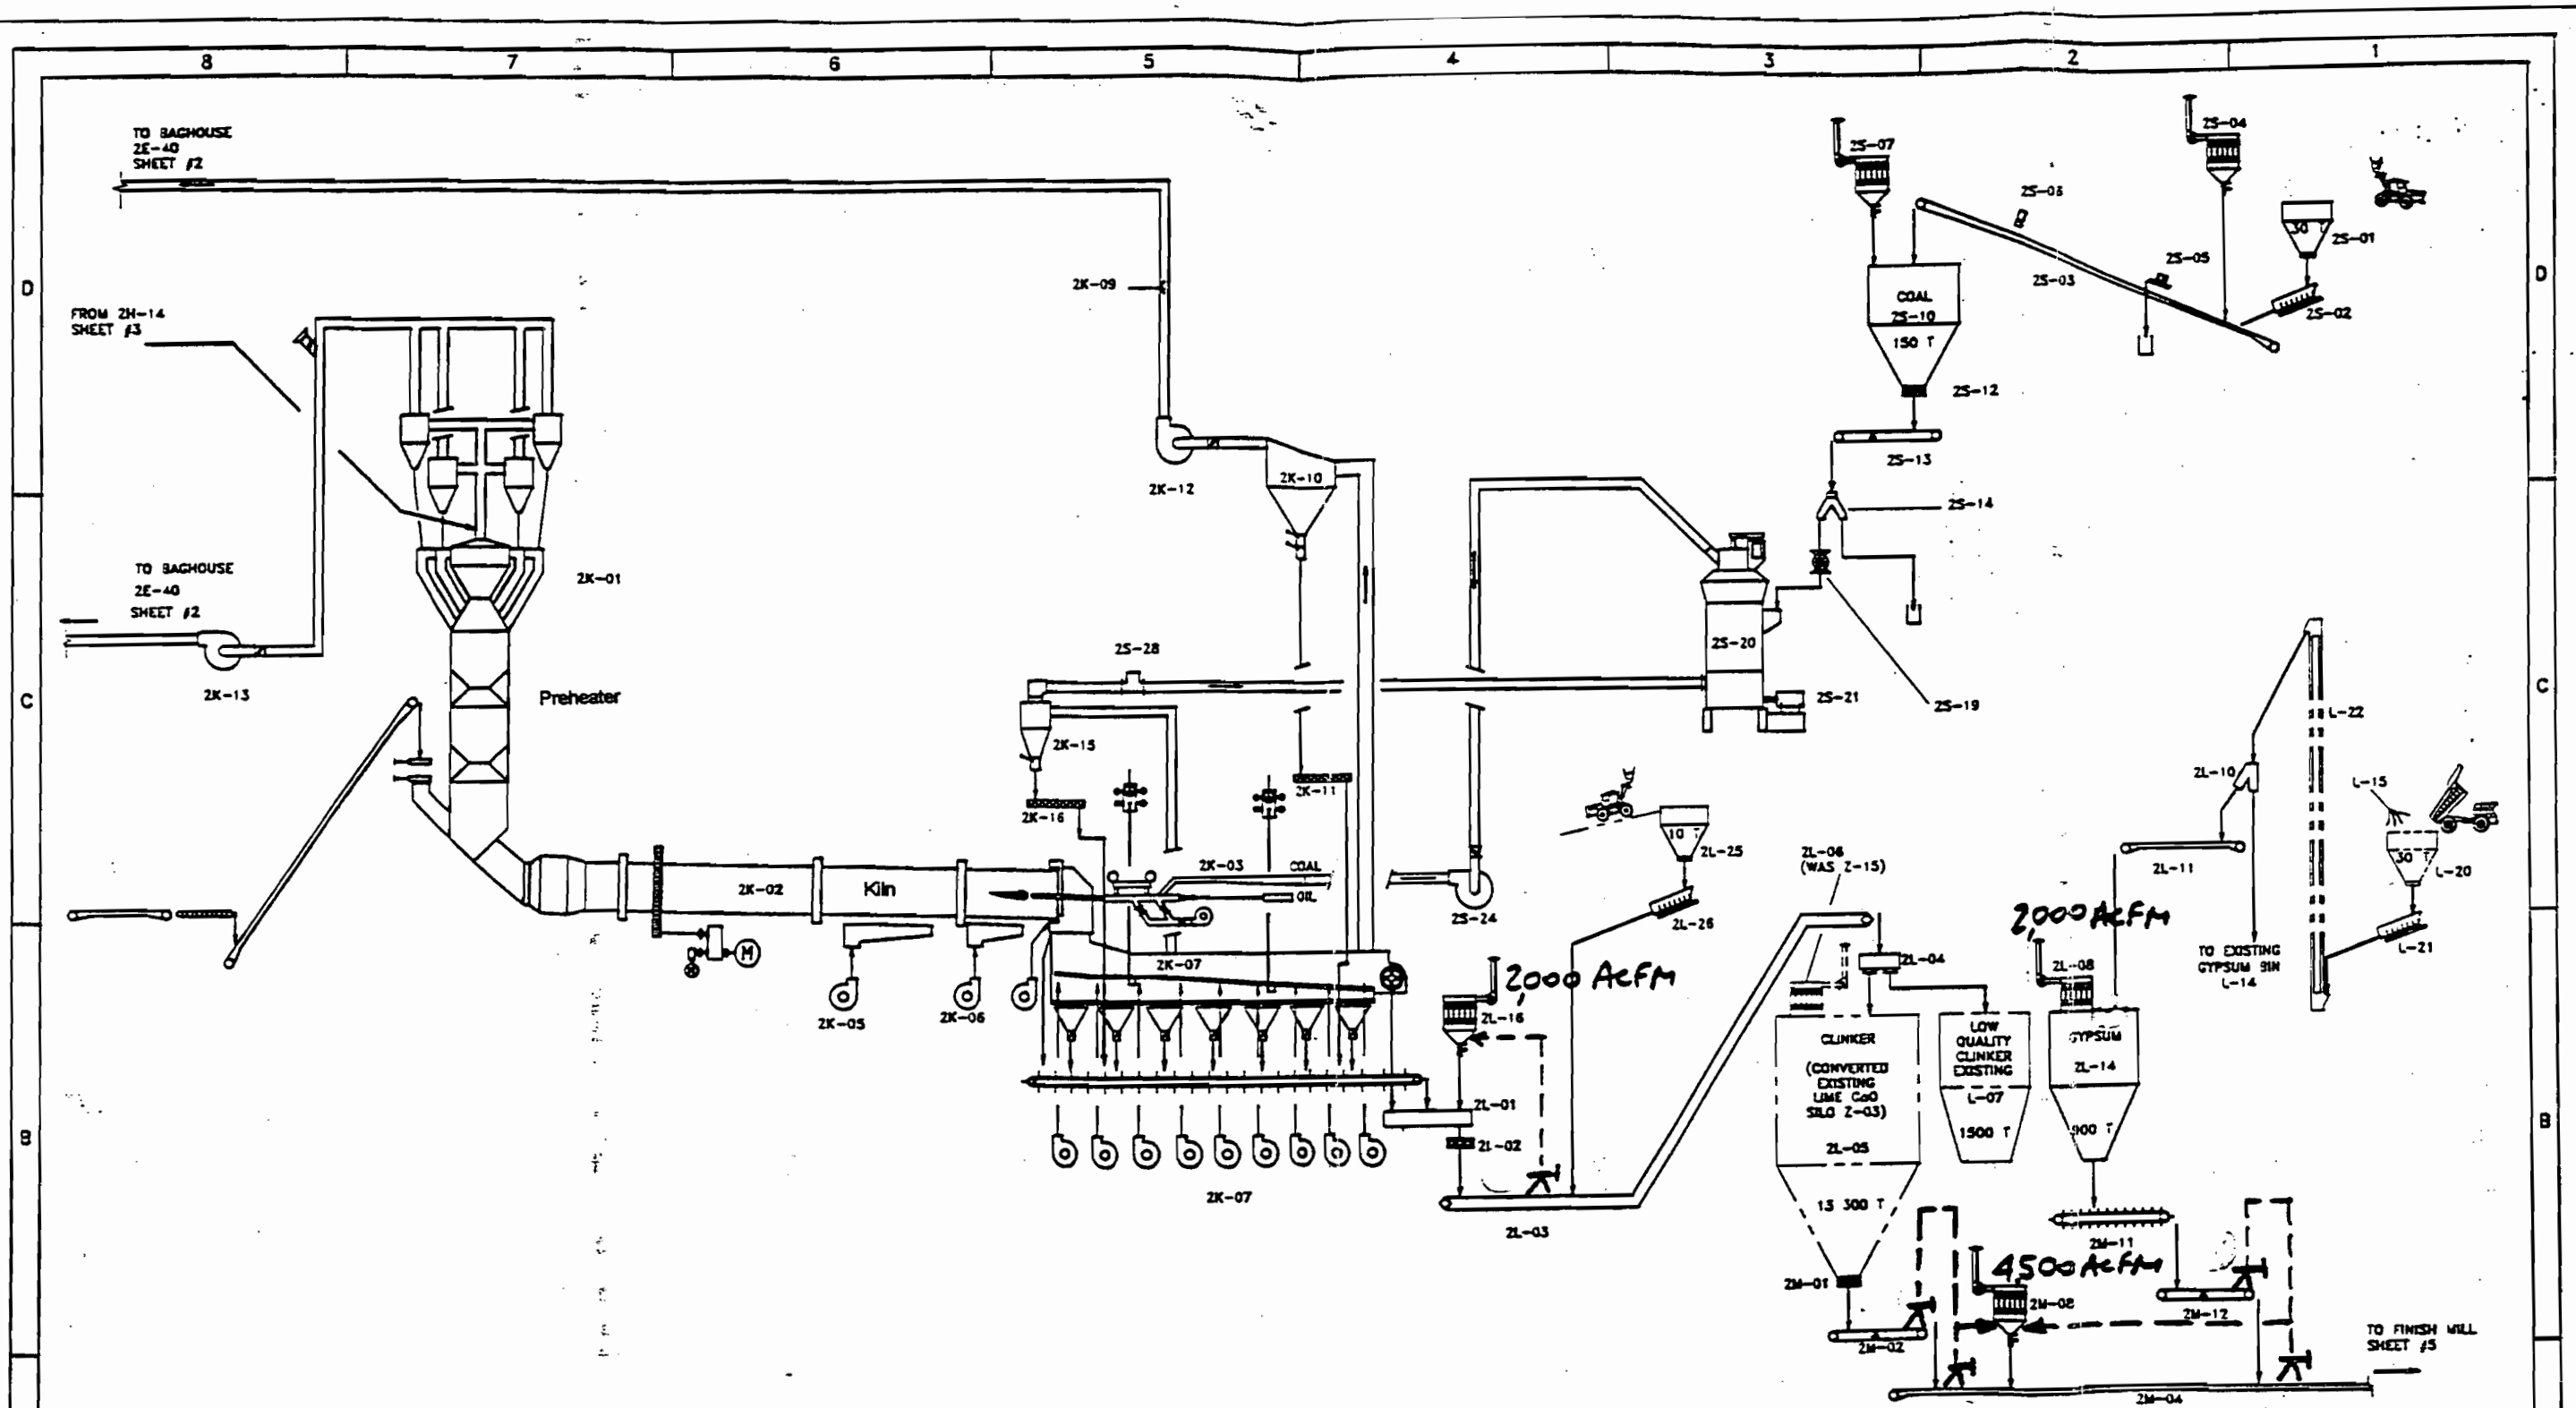 8 7 6 5 4 3 2 1
D
C
B
D
C
B
TO BAGHOUSE
2E-40
SHEET #2
FROM 2H-14
SHEET #3
TO BAGHOUSE
2E-40
SHEET #2
2K-13
2K-01
Preheater
2K-02
Kiln
M
2K-05
2K-06
2K-09
2K-12
2K-10
2S-28
2K-15
2K-16
2K-11
2K-03
COAL
OIL
2K-07
2K-07
2S-24
2S-07
2S-04
2S-01
30 T
2S-05
2S-03
2S-02
COAL
2S-10
150 T
2S-12
2S-13
2S-14
2S-19
2S-20
2S-21
10 T
2L-25
2L-26
2L-06
(WAS Z-15)
2,000 ACFM
2L-16
2L-01
2L-02
2L-03
2L-04
CLINKER
(CONVERTED
EXISTING
LIME CaO
SILO Z-03)
2L-05
13 300 T
LOW
QUALITY
CLINKER
EXISTING
L-07
1500 T
2,000 ACFM
2L-08
GYPSUM
2L-14
900 T
2L-10
2L-11
TO EXISTING
GYPSUM BIN
L-14
L-22
L-15
30 T
L-20
L-21
2M-01
2M-02
4500 ACFM
2M-08
2M-11
2M-12
2M-04
TO FINISH MILL
SHEET #5